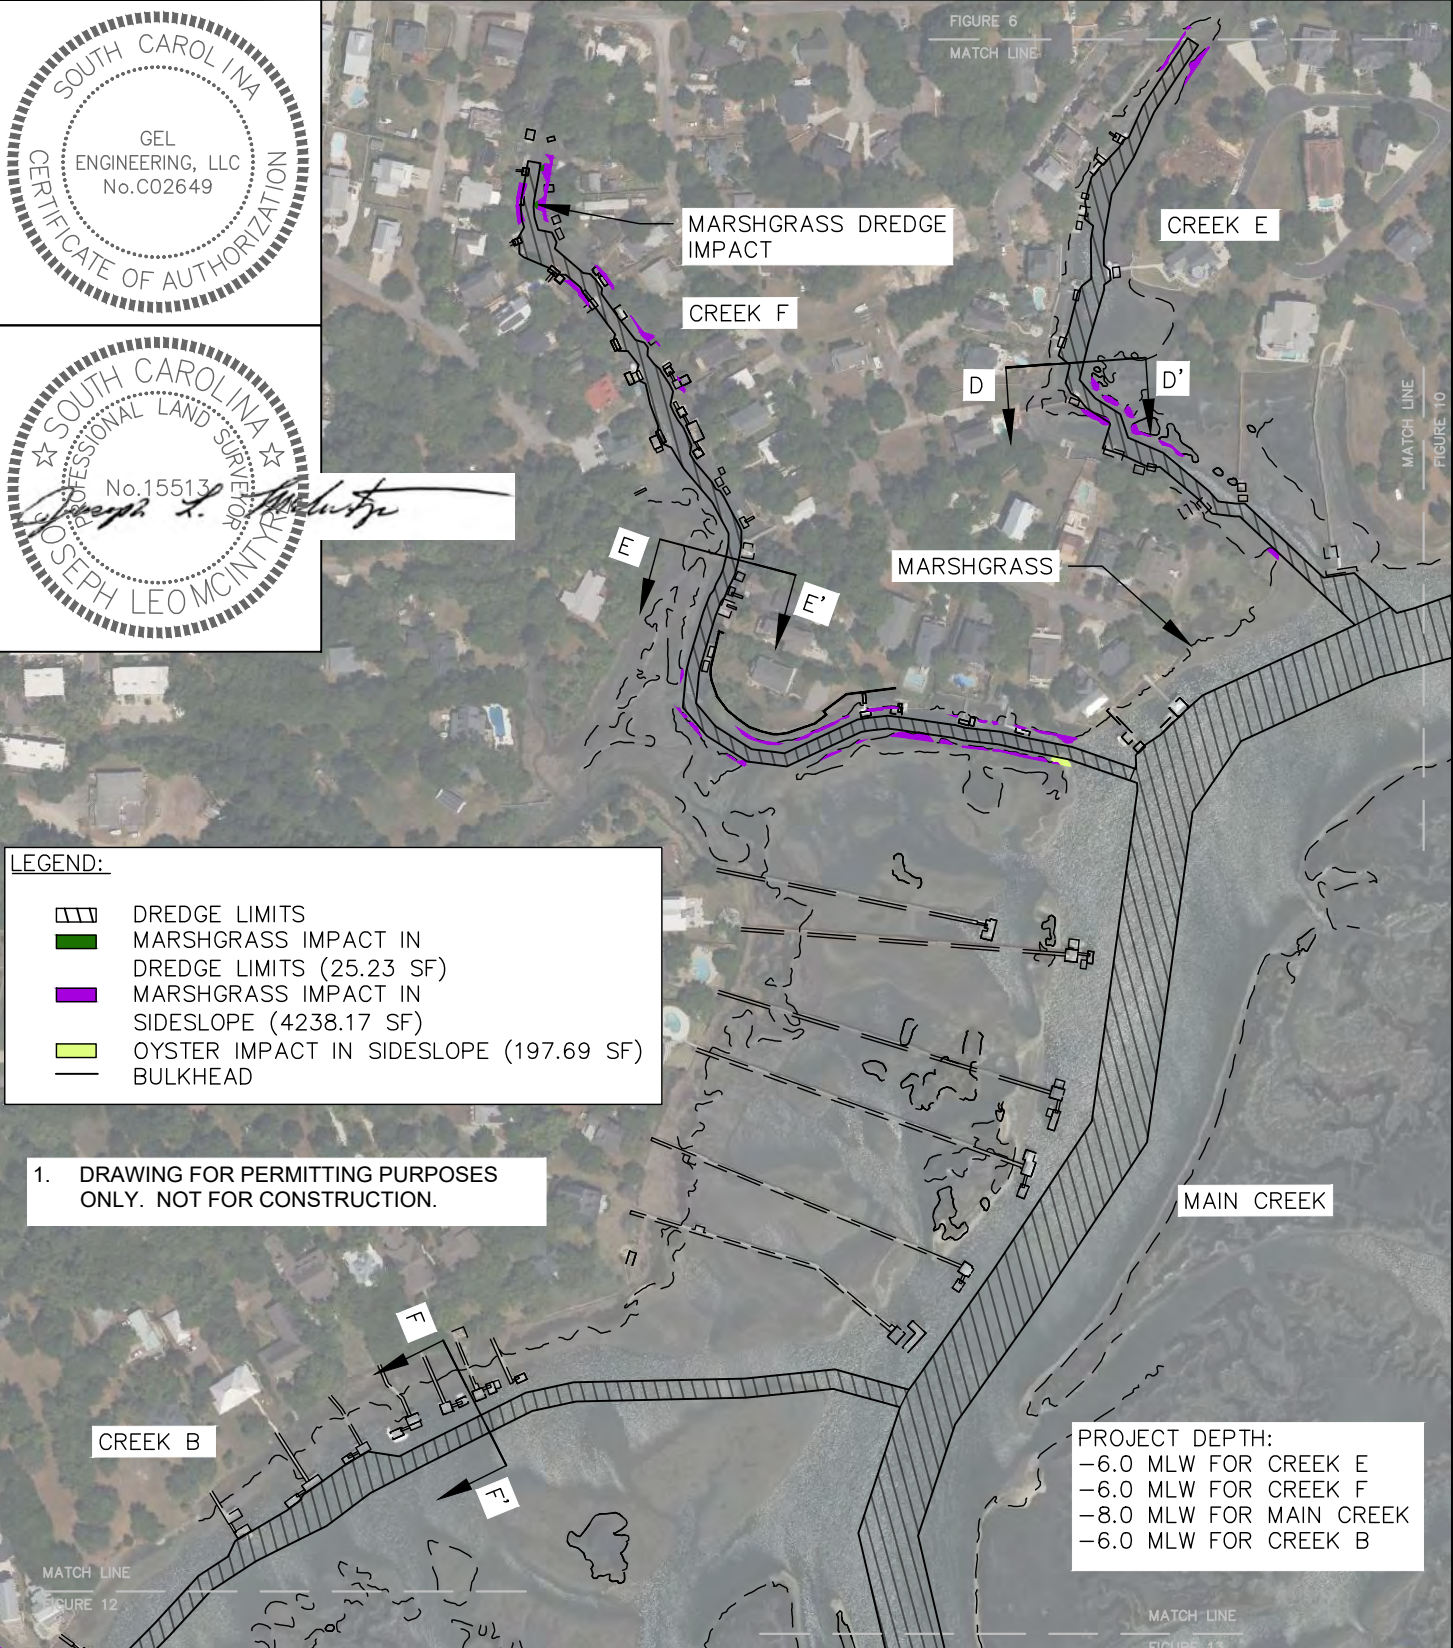 SOUTH CAROLINA
GEL
ENGINEERING, LLC
No.C02649
CERTIFICATE OF AUTHORIZATION
SOUTH CAROLINA
PROFESSIONAL LAND SURVEYOR
No.15513
JOSEPH LEO MCINTYRE
Joseph L. McIntyre
FIGURE 6
MATCH LINE
MARSHGRASS DREDGE
IMPACT
CREEK F
CREEK E
D
D'
MATCH LINE
FIGURE 10
E
E'
MARSHGRASS
LEGEND:
DREDGE LIMITS
MARSHGRASS IMPACT IN
DREDGE LIMITS (25.23 SF)
MARSHGRASS IMPACT IN
SIDESLOPE (4238.17 SF)
OYSTER IMPACT IN SIDESLOPE (197.69 SF)
BULKHEAD
1. DRAWING FOR PERMITTING PURPOSES
ONLY. NOT FOR CONSTRUCTION.
MAIN CREEK
F
F'
CREEK B
PROJECT DEPTH:
-6.0 MLW FOR CREEK E
-6.0 MLW FOR CREEK F
-8.0 MLW FOR MAIN CREEK
-6.0 MLW FOR CREEK B
MATCH LINE
FIGURE 12
MATCH LINE
FIGURE 13